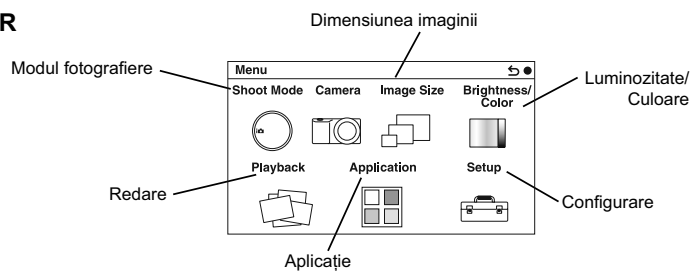 R
Dimensiunea imaginii
Modul fotografiere
Menu
Luminozitate/
Culoare
Shoot Mode Camera Image Size Brightness/
Color
Playback Application Setup
Redare
Configurare
Aplicație